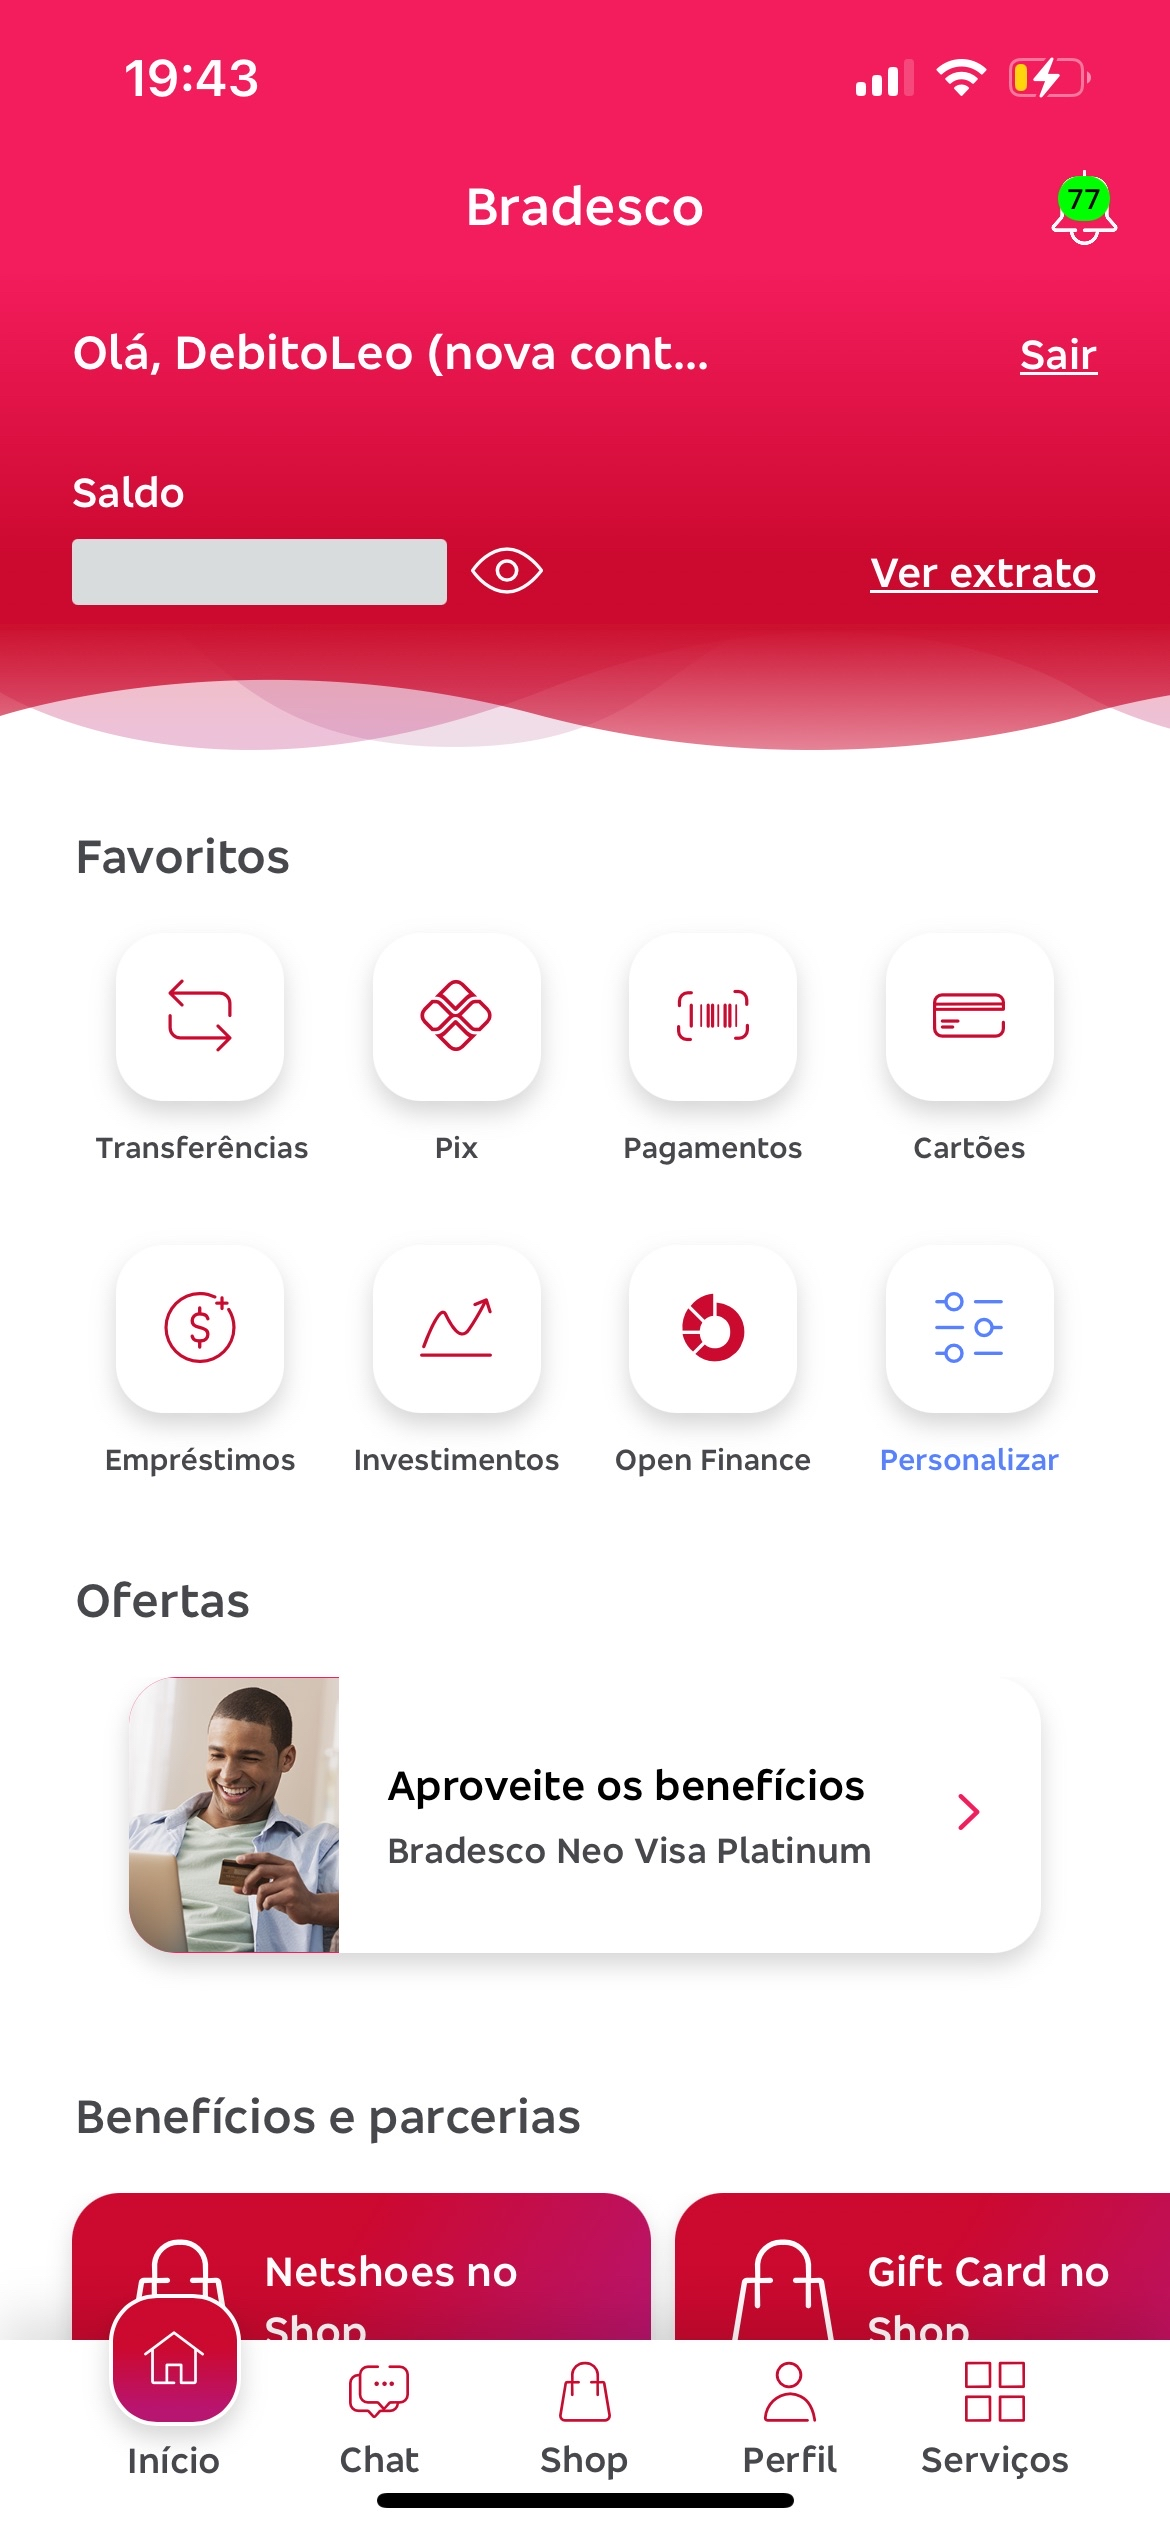 19:43
Bradesco
77
Olá, DebitoLeo (nova cont...
Sair
Saldo
Ver extrato
Favoritos
Transferências
Pix
Pagamentos
Cartões
Empréstimos
Investimentos
Open Finance
Personalizar
Ofertas
Aproveite os benefícios
Bradesco Neo Visa Platinum
Benefícios e parcerias
Netshoes no
Shop
Gift Card no
Shop
Início
Chat
Shop
Perfil
Serviços